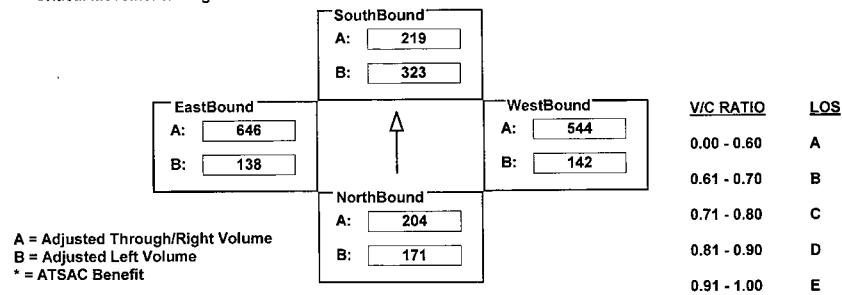 SouthBound
A: 219
B: 323
EastBound
A: 646
B: 138
WestBound
A: 544
B: 142
NorthBound
A: 204
B: 171
A = Adjusted Through/Right Volume
B = Adjusted Left Volume
* = ATSAC Benefit
V/C RATIO LOS
0.00 - 0.60 A
0.61 - 0.70 B
0.71 - 0.80 C
0.81 - 0.90 D
0.91 - 1.00 E